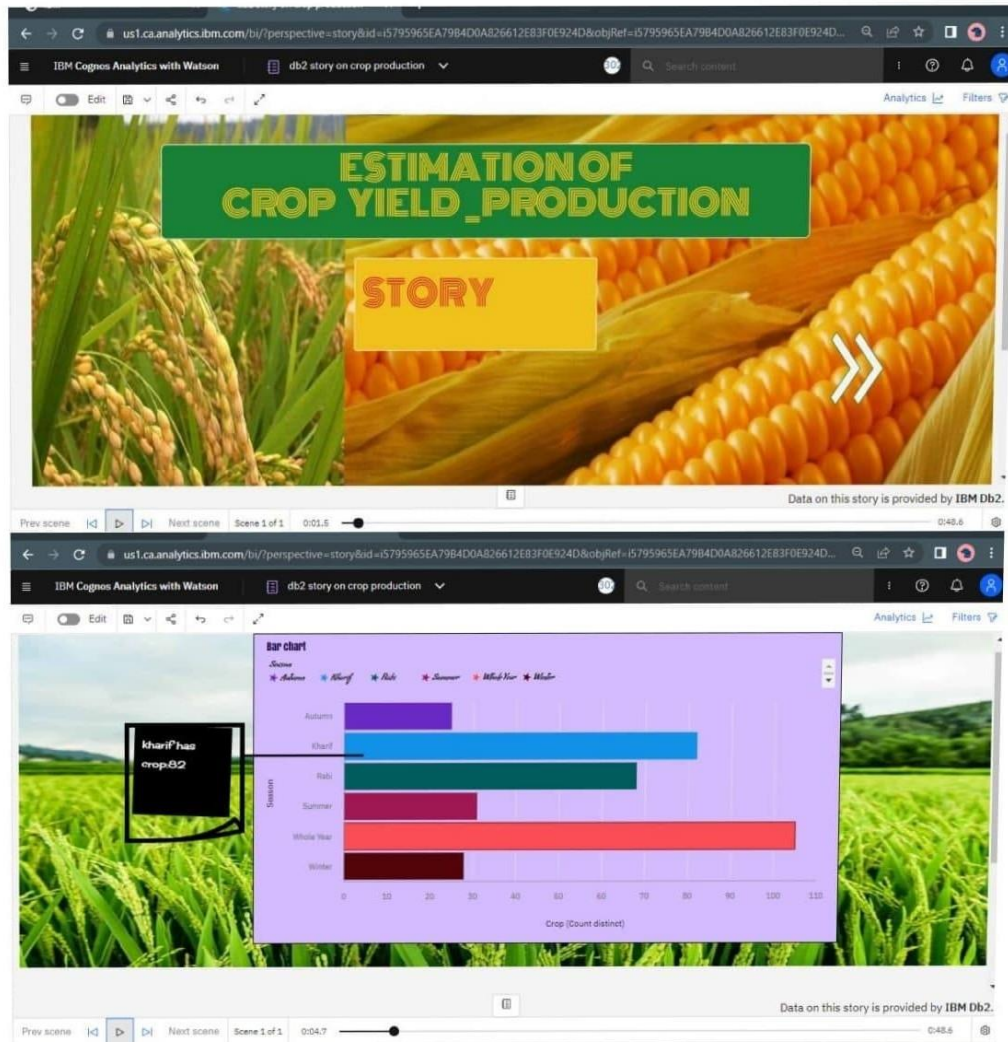 us1.ca.analytics.ibm.com/bi/?perspective=story&id=i5795965EA79B4D0A826612E83F0E924D&objRef=i5795965EA79B4D0A826612E83F0E924D...
IBM Cognos Analytics with Watson db2 story on crop production Search content
Edit Analytics Filters
ESTIMATION OF
CROP YIELD_PRODUCTION
STORY
Data on this story is provided by IBM Db2.
Prev scene Next scene Scene 1 of 1 0:01.5 0:48.6
us1.ca.analytics.ibm.com/bi/?perspective=story&id=i5795965EA79B4D0A826612E83F0E924D&objRef=i5795965EA79B4D0A826612E83F0E924D...
IBM Cognos Analytics with Watson db2 story on crop production Search content
Edit Analytics Filters
Bar chart
Season
Autumn Kharif Rabi Summer Whole Year Winter
kharif has
crop:82
Season
Autumn
Kharif
Rabi
Summer
Whole Year
Winter
0 10 20 30 40 50 60 70 80 90 100 110
Crop (Count distinct)
Data on this story is provided by IBM Db2.
Prev scene Next scene Scene 1 of 1 0:04.7 0:48.6